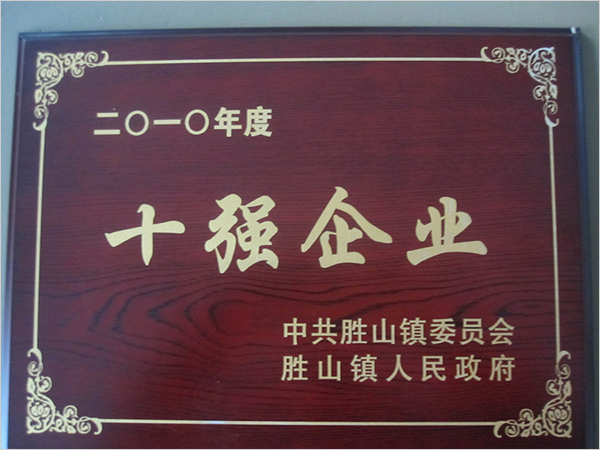 二〇一〇年度
十强企业
中共胜山镇委员会
胜山镇人民政府